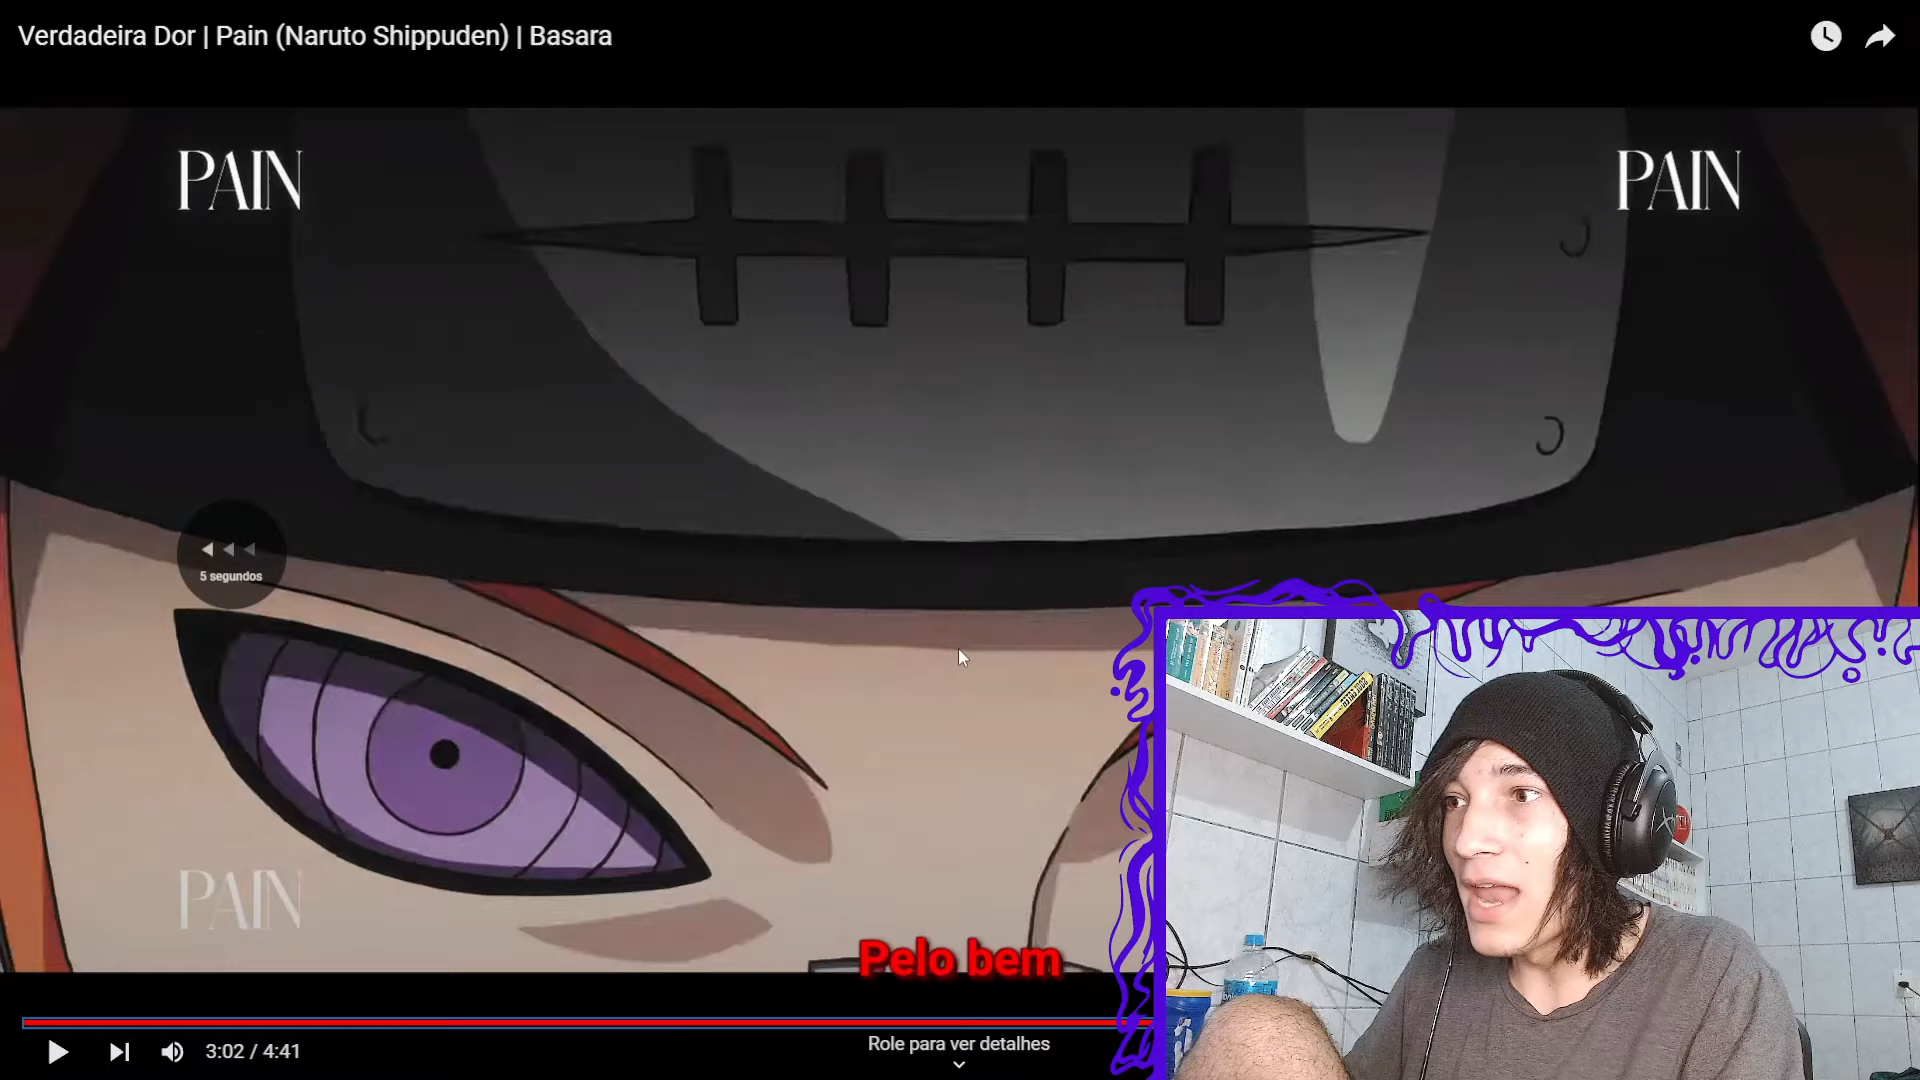 Verdadeira Dor | Pain (Naruto Shippuden) | Basara
PAIN
PAIN
5 segundos
PAIN
Pelo bem
3:02 / 4:41
Role para ver detalhes